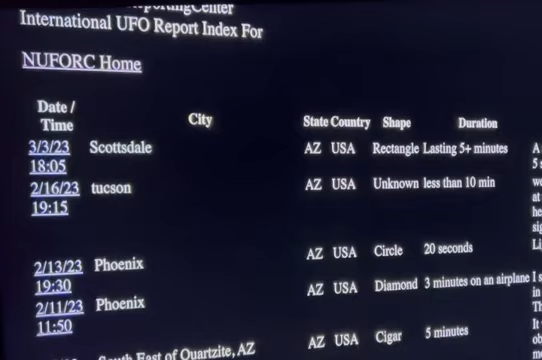 International UFO Report Index For
NUFORC Home
Date / Time City State Country Shape Duration
3/3/23 18:05 Scottsdale AZ USA Rectangle Lasting 5+ minutes
2/16/23 19:15 tucson AZ USA Unknown less than 10 min
2/13/23 19:30 Phoenix AZ USA Circle 20 seconds
2/11/23 11:50 Phoenix AZ USA Diamond 3 minutes on an airplane
South East of Quartzite, AZ AZ USA Cigar 5 minutes